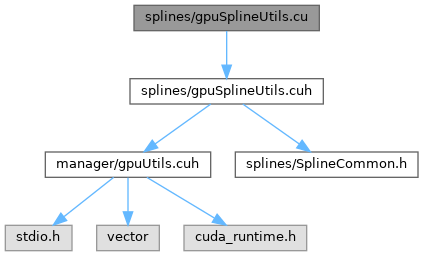 splines/gpuSplineUtils.cu
splines/gpuSplineUtils.cuh
manager/gpuUtils.cuh
splines/SplineCommon.h
stdio.h
vector
cuda_runtime.h